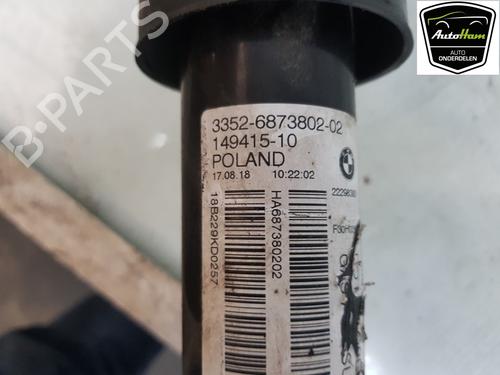 AutoHam
AUTO
ONDERDELEN
B-PARTS
3352-6873802-02
149415-10
POLAND
17.08.18 10:22:02
18B229KD0257
HA687380202